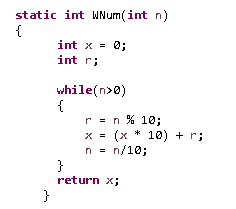 static int WNum(int n)
{
int x = 0;
int r;
while(n>0)
{
r = n % 10;
x = (x * 10) + r;
n = n/10;
}
return x;
}